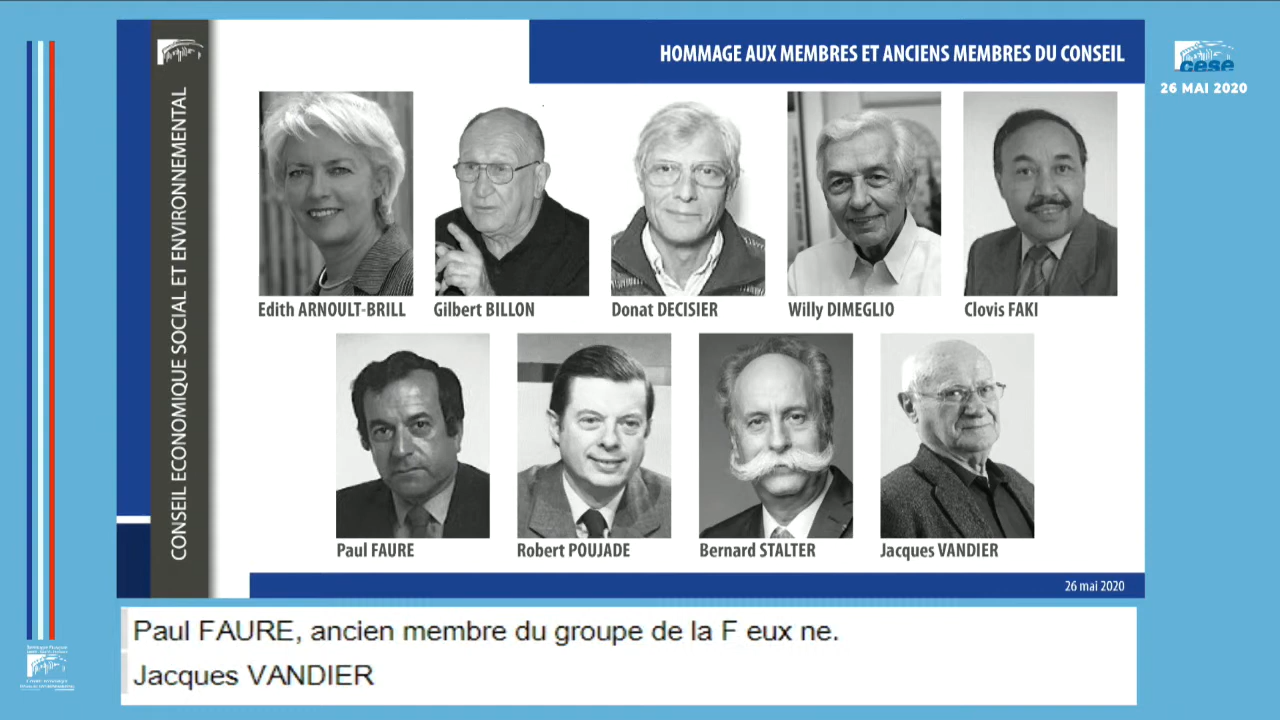 HOMMAGE AUX MEMBRES ET ANCIENS MEMBRES DU CONSEIL
cese
26 MAI 2020
CONSEIL ECONOMIQUE SOCIAL ET ENVIRONNEMENTAL
Edith ARNOULT-BRILL
Gilbert BILLON
Donat DECISIER
Willy DIMEGLIO
Clovis FAKI
Paul FAURE
Robert POUJADE
Bernard STALTER
Jacques VANDIER
26 mai 2020
Paul FAURE, ancien membre du groupe de la F eux ne.
Jacques VANDIER